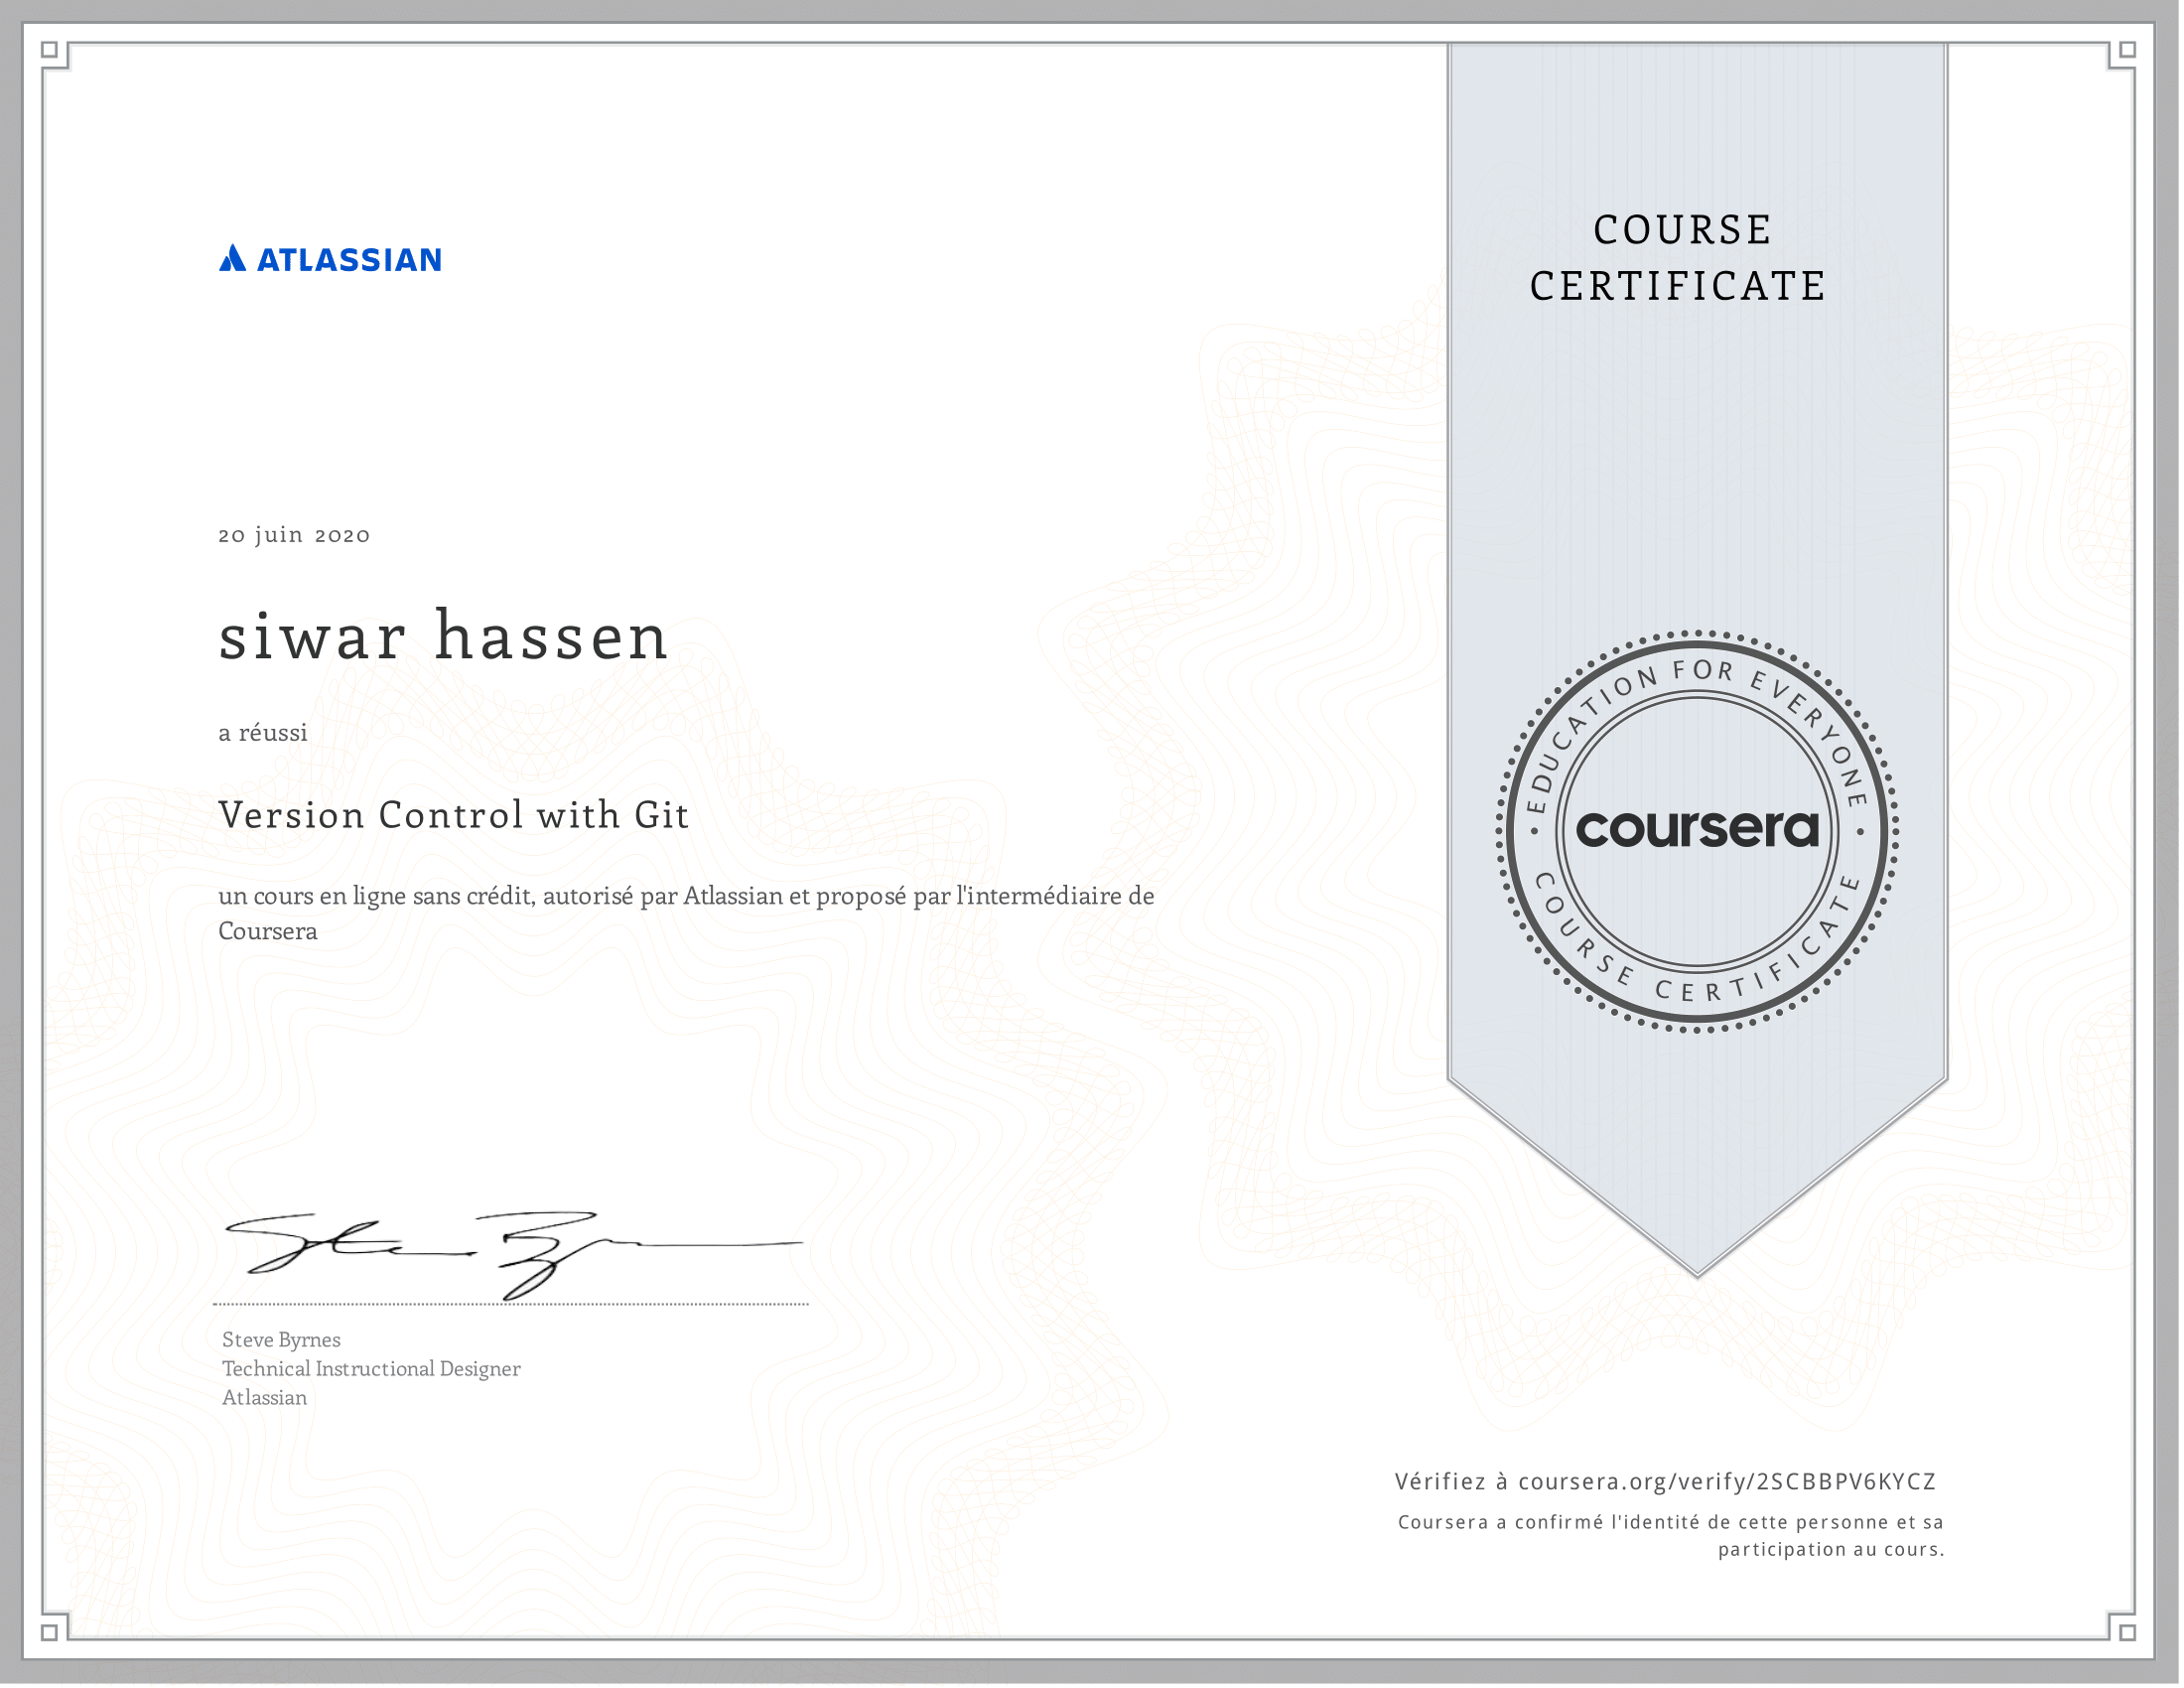 ATLASSIAN
COURSE
CERTIFICATE
20 juin 2020
siwar hassen
a réussi
Version Control with Git
un cours en ligne sans crédit, autorisé par Atlassian et proposé par l'intermédiaire de
Coursera
EDUCATION FOR EVERYONE
coursera
COURSE CERTIFICATE
Steve Byrnes
Technical Instructional Designer
Atlassian
Vérifiez à coursera.org/verify/2SCBBPV6KYCZ
Coursera a confirmé l'identité de cette personne et sa
participation au cours.